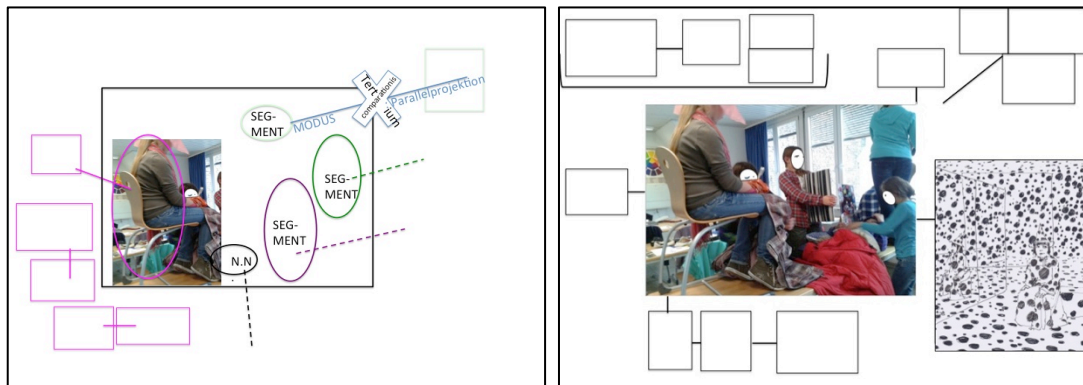 Tert
ium
comparationis
Parallelprojektion
MODUS
SEG-
MENT
SEG-
MENT
SEG-
MENT
N.N
.